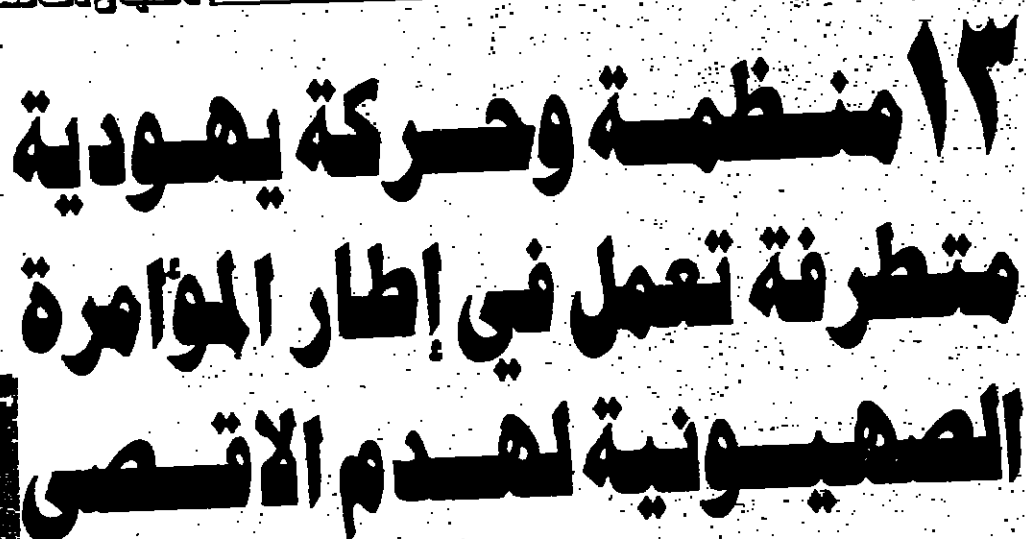 ١٣ منظمة وحركة يهودية
متطرفة تعمل في إطار المؤامرة
الصهيونية لهدم الاقصى